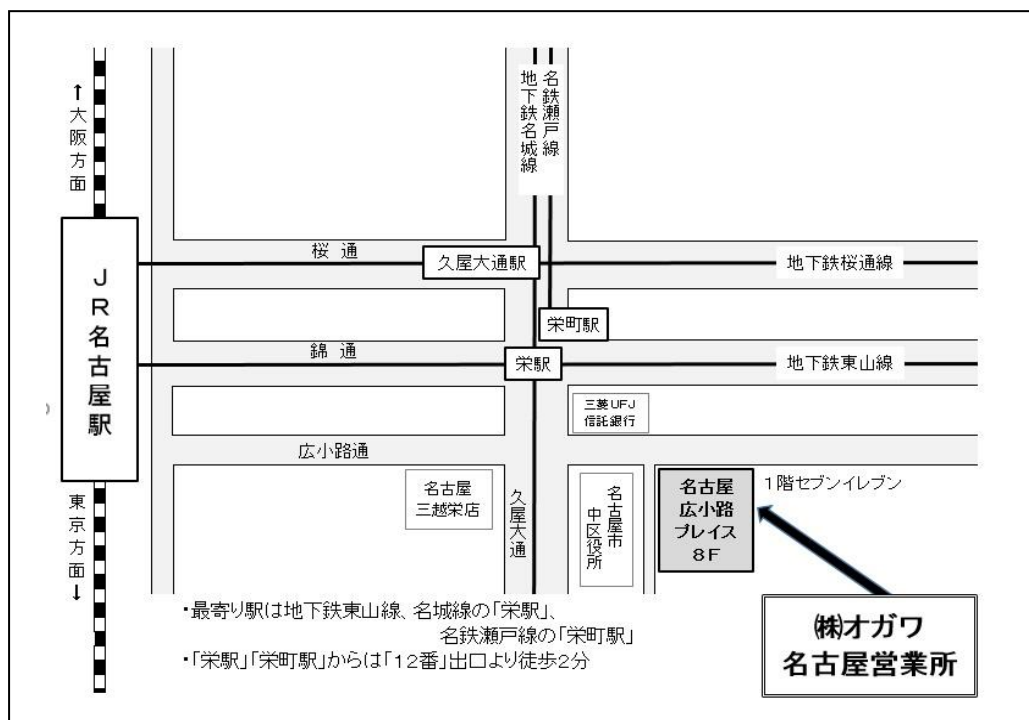 ↑大阪方面
JR名古屋駅
東京方面↓
地下鉄名城線
名鉄瀬戸線
桜通
久屋大通駅
地下鉄桜通線
栄町駅
錦通
栄駅
地下鉄東山線
三菱UFJ
信託銀行
広小路通
名古屋
三越栄店
久屋大通
名古屋市
中区役所
名古屋
広小路
プレイス
8F
1階セブンイレブン
・最寄り駅は地下鉄東山線、名城線の「栄駅」、
名鉄瀬戸線の「栄町駅」
・「栄駅」「栄町駅」からは「12番」出口より徒歩2分
㈱オガワ
名古屋営業所